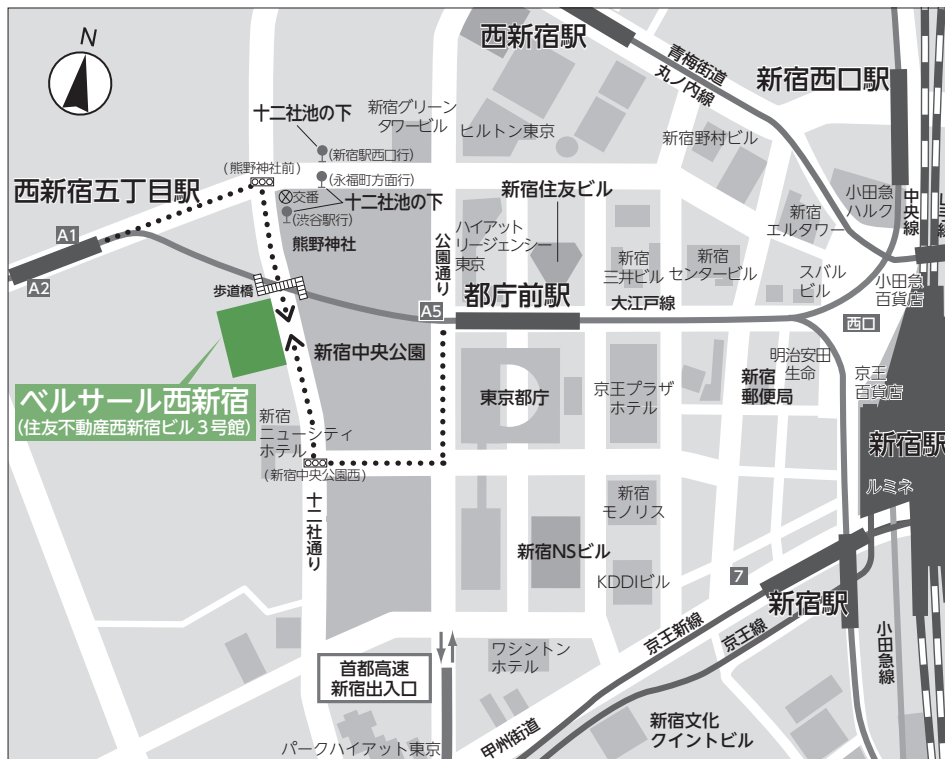 N
西新宿駅
青梅街道
丸ノ内線
新宿西口駅
十二社池の下
新宿グリーン
タワービル
ヒルトン東京
(新宿駅西口行)
新宿野村ビル
(熊野神社前)
(永福町方面行)
西新宿五丁目駅
交番
十二社池の下
新宿住友ビル
小田急
ハルク
中央線
山手線
(渋谷駅行)
熊野神社
公園通り
ハイアット
リージェンシー
東京
新宿
エルタワー
A1
A2
新宿
三井ビル
新宿
センタービル
スバル
ビル
小田急
百貨店
歩道橋
A5
都庁前駅
大江戸線
西口
新宿中央公園
明治安田
生命
ベルサール西新宿
(住友不動産西新宿ビル3号館)
東京都庁
京王プラザ
ホテル
新宿
郵便局
京王
百貨店
新宿
ニューシティ
ホテル
新宿駅
(新宿中央公園西)
ルミネ
十二社通り
新宿
モノリス
新宿NSビル
KDDIビル
7
新宿駅
京王新線
京王線
小田急線
ワシントン
ホテル
首都高速
新宿出入口
甲州街道
新宿文化
クイントビル
パークハイアット東京